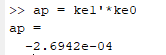 >> ap = ke1'*ke0
ap =
-2.6942e-04